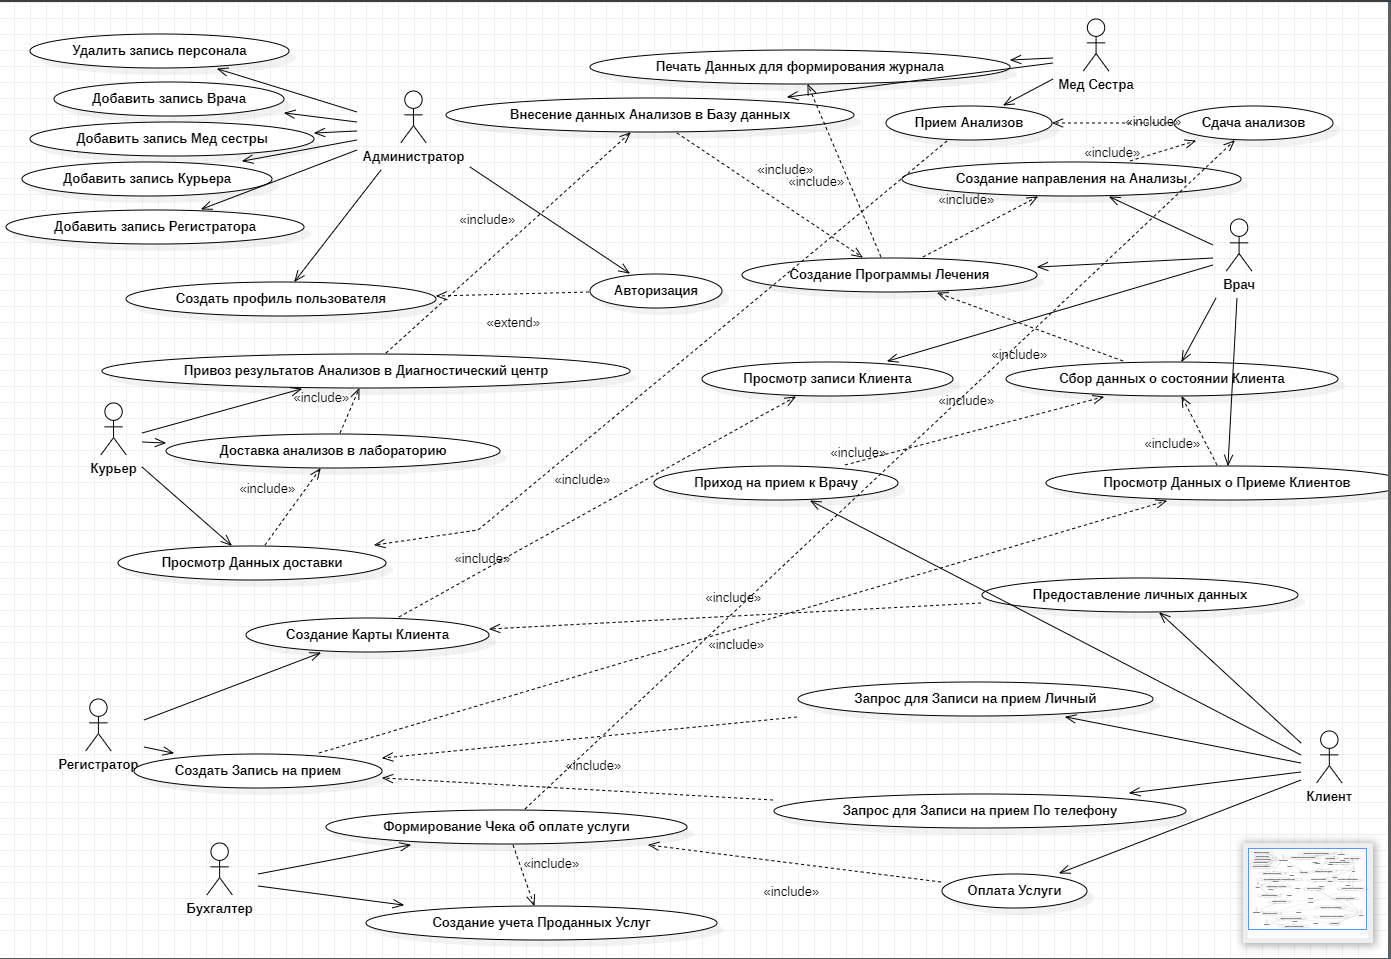 Удалить запись персонала
Добавить запись Врача
Добавить запись Мед сестры
Добавить запись Курьера
Добавить запись Регистратора
Администратор
Печать Данных для формирования журнала
Внесение данных Анализов в Базу данных
Мед Сестра
Прием Анализов
«include»
Сдача анализов
«include»
Создание направления на Анализы
«include»
«include»
«include»
«include»
Создание Программы Лечения
Врач
Создать профиль пользователя
Авторизация
«extend»
Привоз результатов Анализов в Диагностический центр
«include»
Просмотр записи Клиента
«include»
Сбор данных о состоянии Клиента
«include»
Курьер
Доставка анализов в лабораторию
«include»
«include»
«include»
«include»
Приход на прием к Врачу
Просмотр Данных о Приеме Клиентов
Просмотр Данных доставки
«include»
«include»
Предоставление личных данных
Создание Карты Клиента
«include»
Запрос для Записи на прием Личный
Регистратор
Создать Запись на прием
«include»
Клиент
Запрос для Записи на прием По телефону
Формирование Чека об оплате услуги
«include»
«include»
Оплата Услуги
Бухгалтер
Создание учета Проданных Услуг